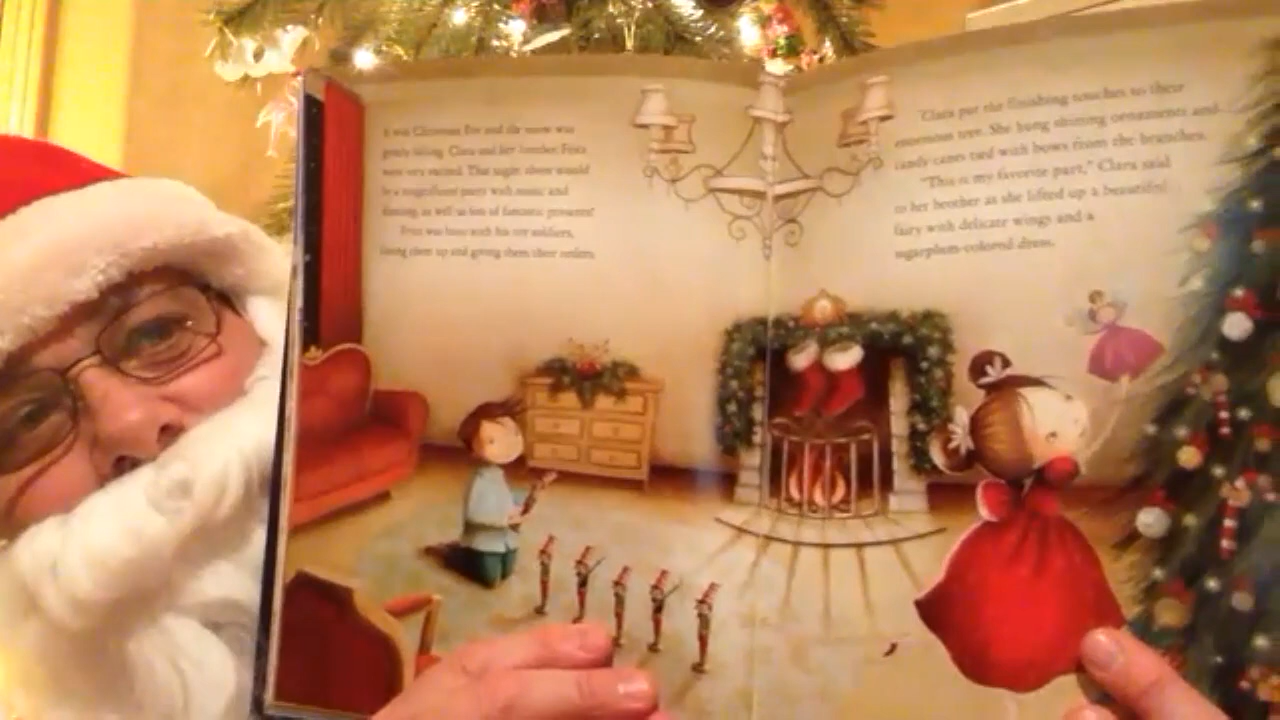 It was Christmas Eve and the snow was
gently falling. Clara and her brother Fritz
were very excited. That night there would
be a magnificent party with music and
dancing, as well as lots of fantastic presents!
Fritz was busy with his toy soldiers,
lining them up and giving them their orders.
Clara put the finishing touches to their
enormous tree. She hung shining ornaments and
candy canes tied with bows from the branches.
"This is my favorite part," Clara said
to her brother as she lifted up a beautiful
fairy with delicate wings and a
sugarplum-colored dress.